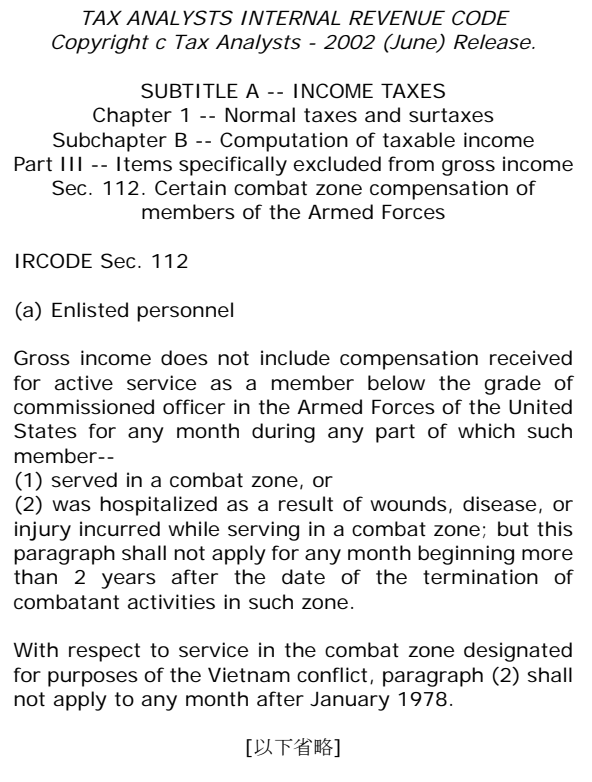 TAX ANALYSTS INTERNAL REVENUE CODE
Copyright c Tax Analysts - 2002 (June) Release.
SUBTITLE A -- INCOME TAXES
Chapter 1 -- Normal taxes and surtaxes
Subchapter B -- Computation of taxable income
Part III -- Items specifically excluded from gross income
Sec. 112. Certain combat zone compensation of
members of the Armed Forces
IRCODE Sec. 112
(a) Enlisted personnel
Gross income does not include compensation received
for active service as a member below the grade of
commissioned officer in the Armed Forces of the United
States for any month during any part of which such
member--
(1) served in a combat zone, or
(2) was hospitalized as a result of wounds, disease, or
injury incurred while serving in a combat zone; but this
paragraph shall not apply for any month beginning more
than 2 years after the date of the termination of
combatant activities in such zone.
With respect to service in the combat zone designated
for purposes of the Vietnam conflict, paragraph (2) shall
not apply to any month after January 1978.
[以下省略]